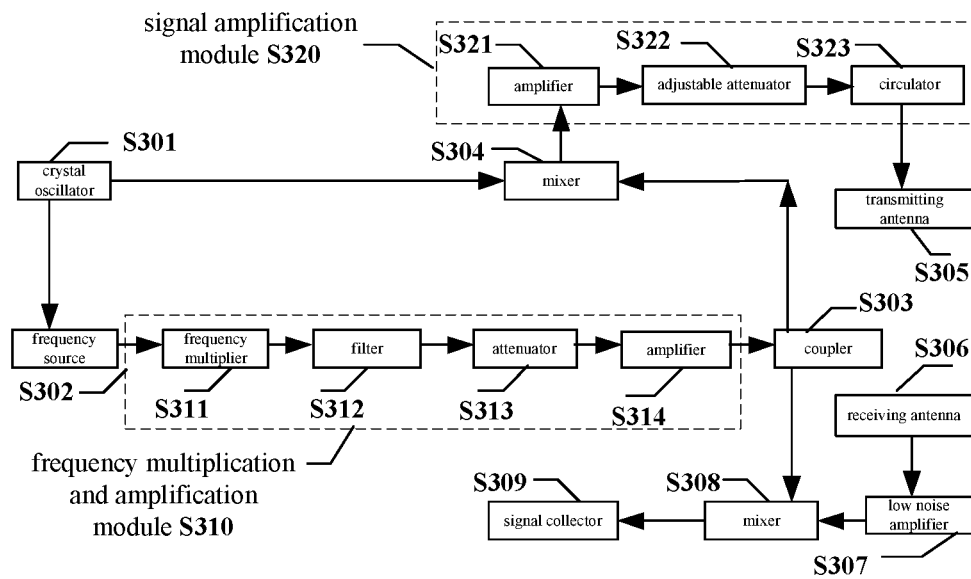 signal amplification
module S320
S321
S322
S323
amplifier
adjustable attenuator
circulator
S301
S304
crystal
oscillator
mixer
transmitting
antenna
S305
S303
frequency
source
frequency
multiplier
filter
attenuator
amplifier
coupler
S302
S311
S312
S313
S314
S306
receiving antenna
frequency multiplication
and amplification
module S310
S309
S308
signal collector
mixer
low noise
amplifier
S307